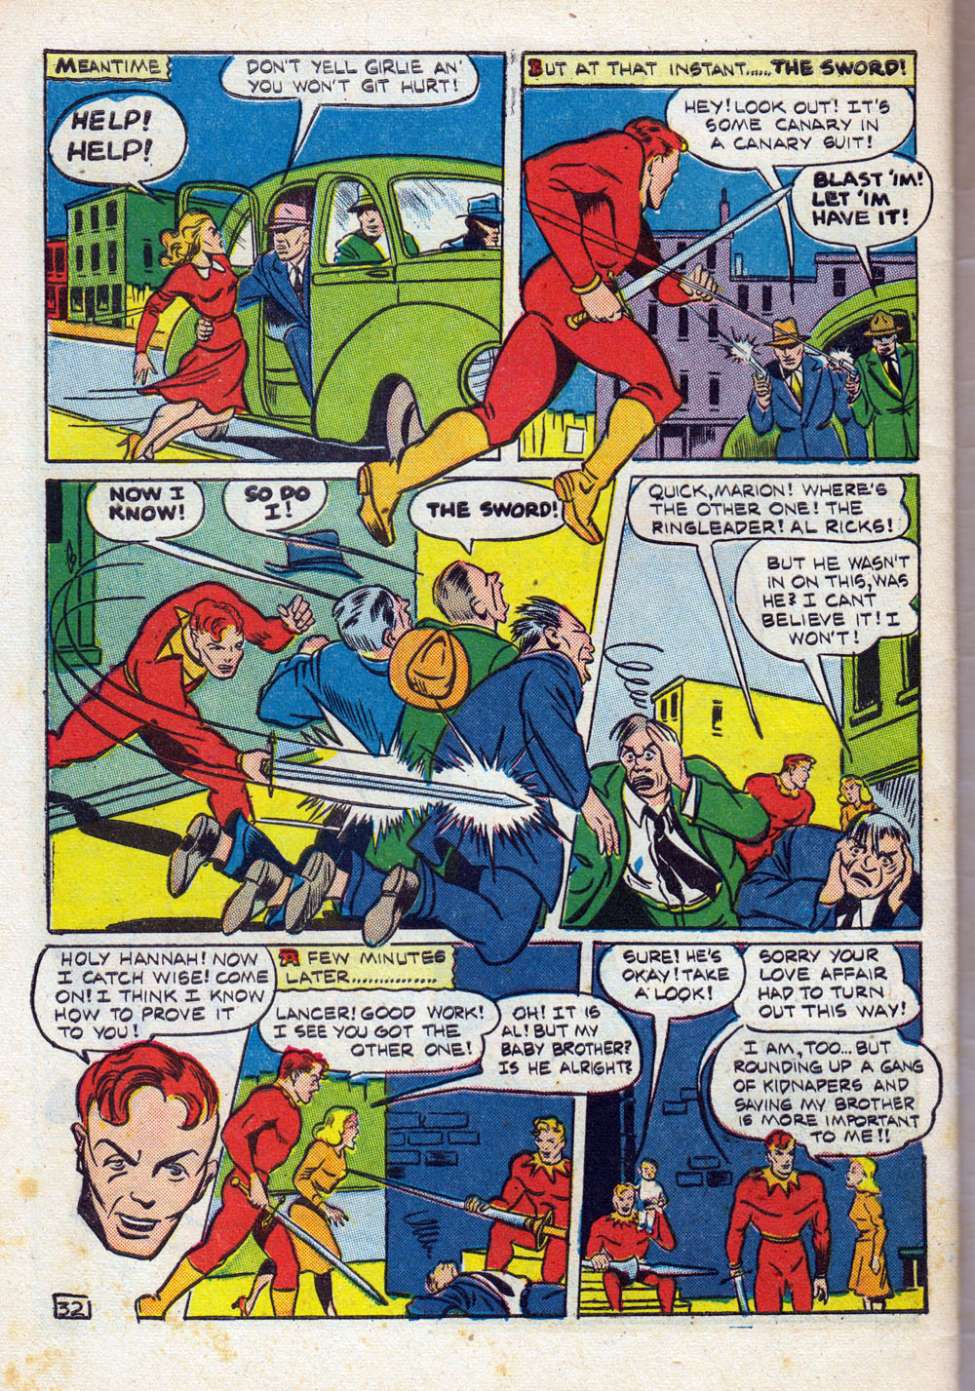 MEANTIME
HELP!
HELP!
DON'T YELL GIRLIE AN'
YOU WON'T GIT HURT!
BUT AT THAT INSTANT..... THE SWORD!
HEY! LOOK OUT! IT'S
SOME CANARY IN
A CANARY SUIT!
BLAST 'IM!
LET 'IM
HAVE IT!
NOW I
KNOW!
SO DO
I!
THE SWORD!
QUICK, MARION! WHERE'S
THE OTHER ONE! THE
RINGLEADER! AL RICKS!
BUT HE WASN'T
IN ON THIS, WAS
HE? I CANT
BELIEVE IT! I
WON'T!
HOLY HANNAH! NOW
I CATCH WISE! COME
ON! I THINK I KNOW
HOW TO PROVE IT
TO YOU!
A FEW MINUTES
LATER...............
LANCER! GOOD WORK!
I SEE YOU GOT THE
OTHER ONE!
OH! IT IS
AL! BUT MY
BABY BROTHER?
IS HE ALRIGHT?
SURE! HE'S
OKAY! TAKE
A LOOK!
SORRY YOUR
LOVE AFFAIR
HAD TO TURN
OUT THIS WAY!
I AM, TOO... BUT
ROUNDING UP A GANG
OF KIDNAPERS AND
SAVING MY BROTHER
IS MORE IMPORTANT
TO ME!!
32